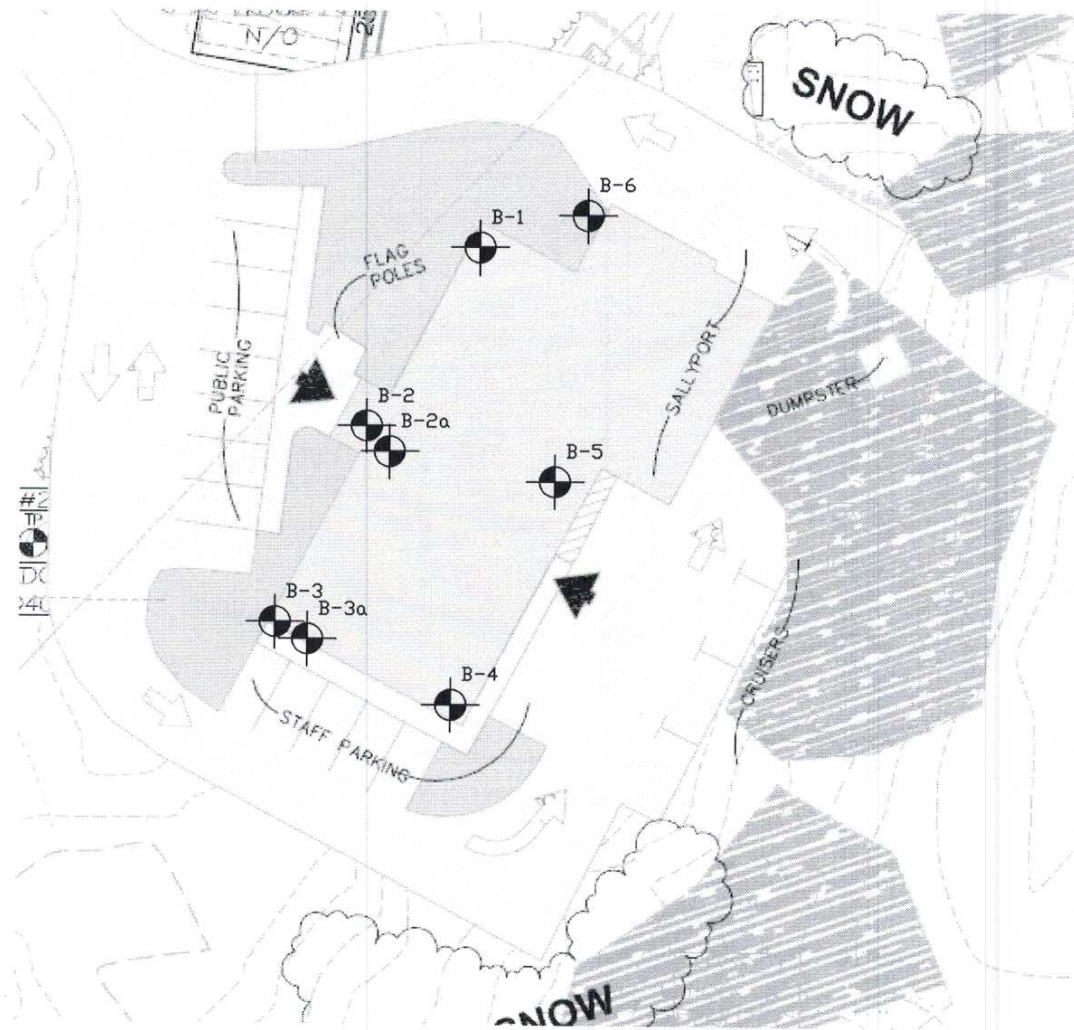 N/O
SNOW
B-6
B-1
FLAG
POLES
SALLYPORT
PUBLIC
PARKING
DUMPSTER
B-2
B-2a
B-5
B-3
B-3a
CRUISERS
B-4
STAFF PARKING
SNOW